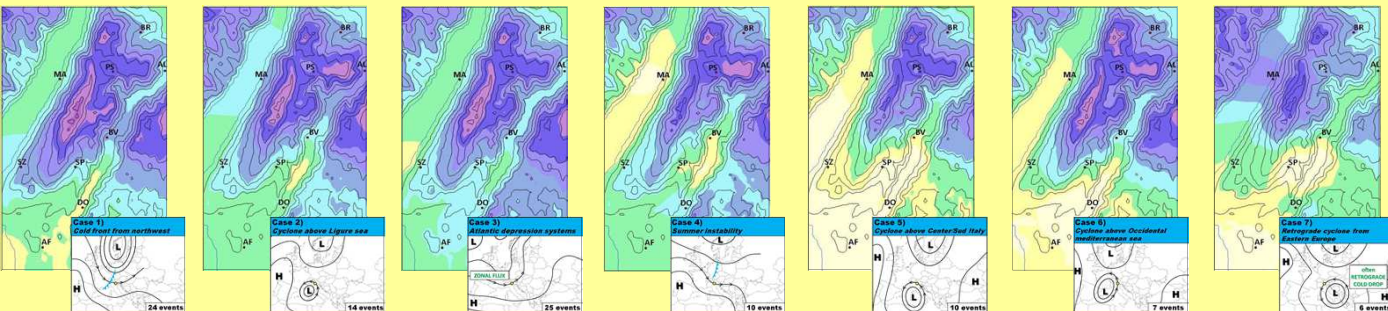 BR
MA
PS
AL
BV
SZ
SP
DO
AF
Case 1)
Cold front from northwest
L
H
24 events
BR
MA
PS
AL
BV
SZ
SP
DO
AF
Case 2)
Cyclone above Ligure sea
L
H
L
14 events
BR
MA
PS
AL
BV
SZ
SP
DO
AF
Case 3)
Atlantic depression systems
L
ZONAL FLUX
H
25 events
BR
MA
PS
AL
BV
SZ
SP
DO
AF
Case 4)
Summer instability
L
H
10 events
BR
MA
PS
AL
BV
SZ
SP
DO
AF
Case 5)
Cyclone above Center/Sud Italy
L
H
L
10 events
BR
MA
PS
AL
BV
SZ
SP
DO
AF
Case 6)
Cyclone above Occidental
mediterranean sea
L
H
L
7 events
BR
MA
PS
AL
BV
SZ
SP
DO
AF
Case 7)
Retrograde cyclone from
Eastern Europe
L
often
RETROGRADE
COLD DROP
H
L
H
6 events